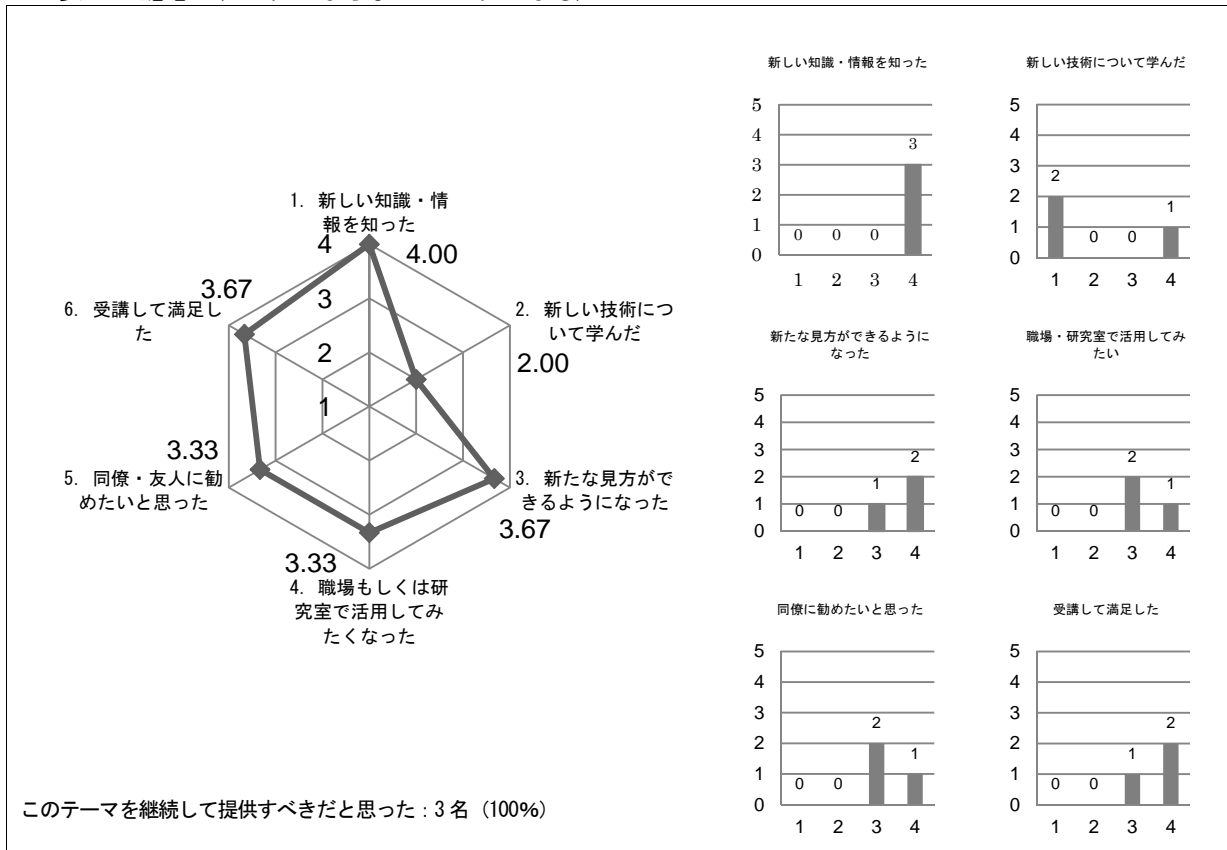 1. 新しい知識・情
報を知った
4
4.00
3
2
1
2. 新しい技術につ
いて学んだ
2.00
3. 新たな見方がで
きるようになった
3.67
3.33
4. 職場もしくは研
究室で活用してみ
たくなった
3.33
5. 同僚・友人に勧
めたいと思った
3.67
6. 受講して満足し
た
このテーマを継続して提供すべきだと思った：3名（100%）
新しい知識・情報を知った
5
4
3
2
1
0
0 0 0 3
1 2 3 4
新しい技術について学んだ
5
4
3
2
1
0
2 0 0 1
1 2 3 4
新たな見方ができるように
なった
5
4
3
2
1
0
0 0 1 2
1 2 3 4
職場・研究室で活用してみ
たい
5
4
3
2
1
0
0 0 2 1
1 2 3 4
同僚に勧めたいと思った
5
4
3
2
1
0
0 0 2 1
1 2 3 4
受講して満足した
5
4
3
2
1
0
0 0 1 2
1 2 3 4